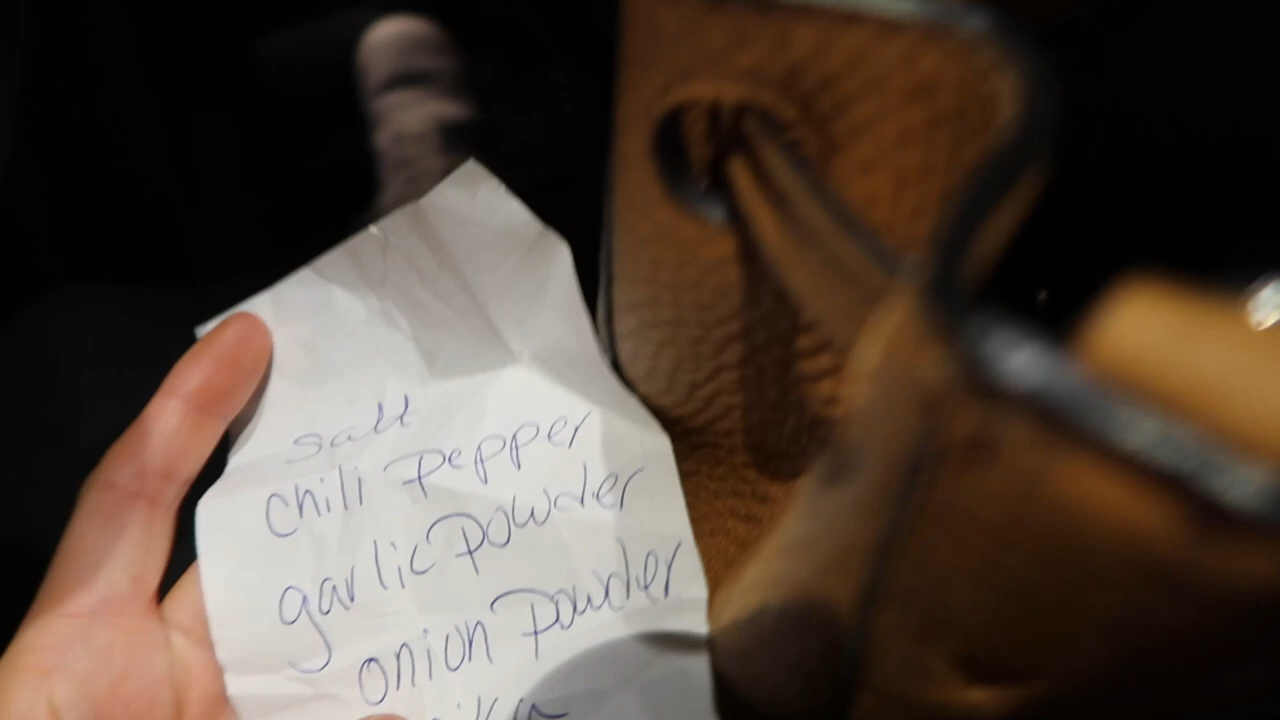 salt
chili pepper
garlic powder
onion powder